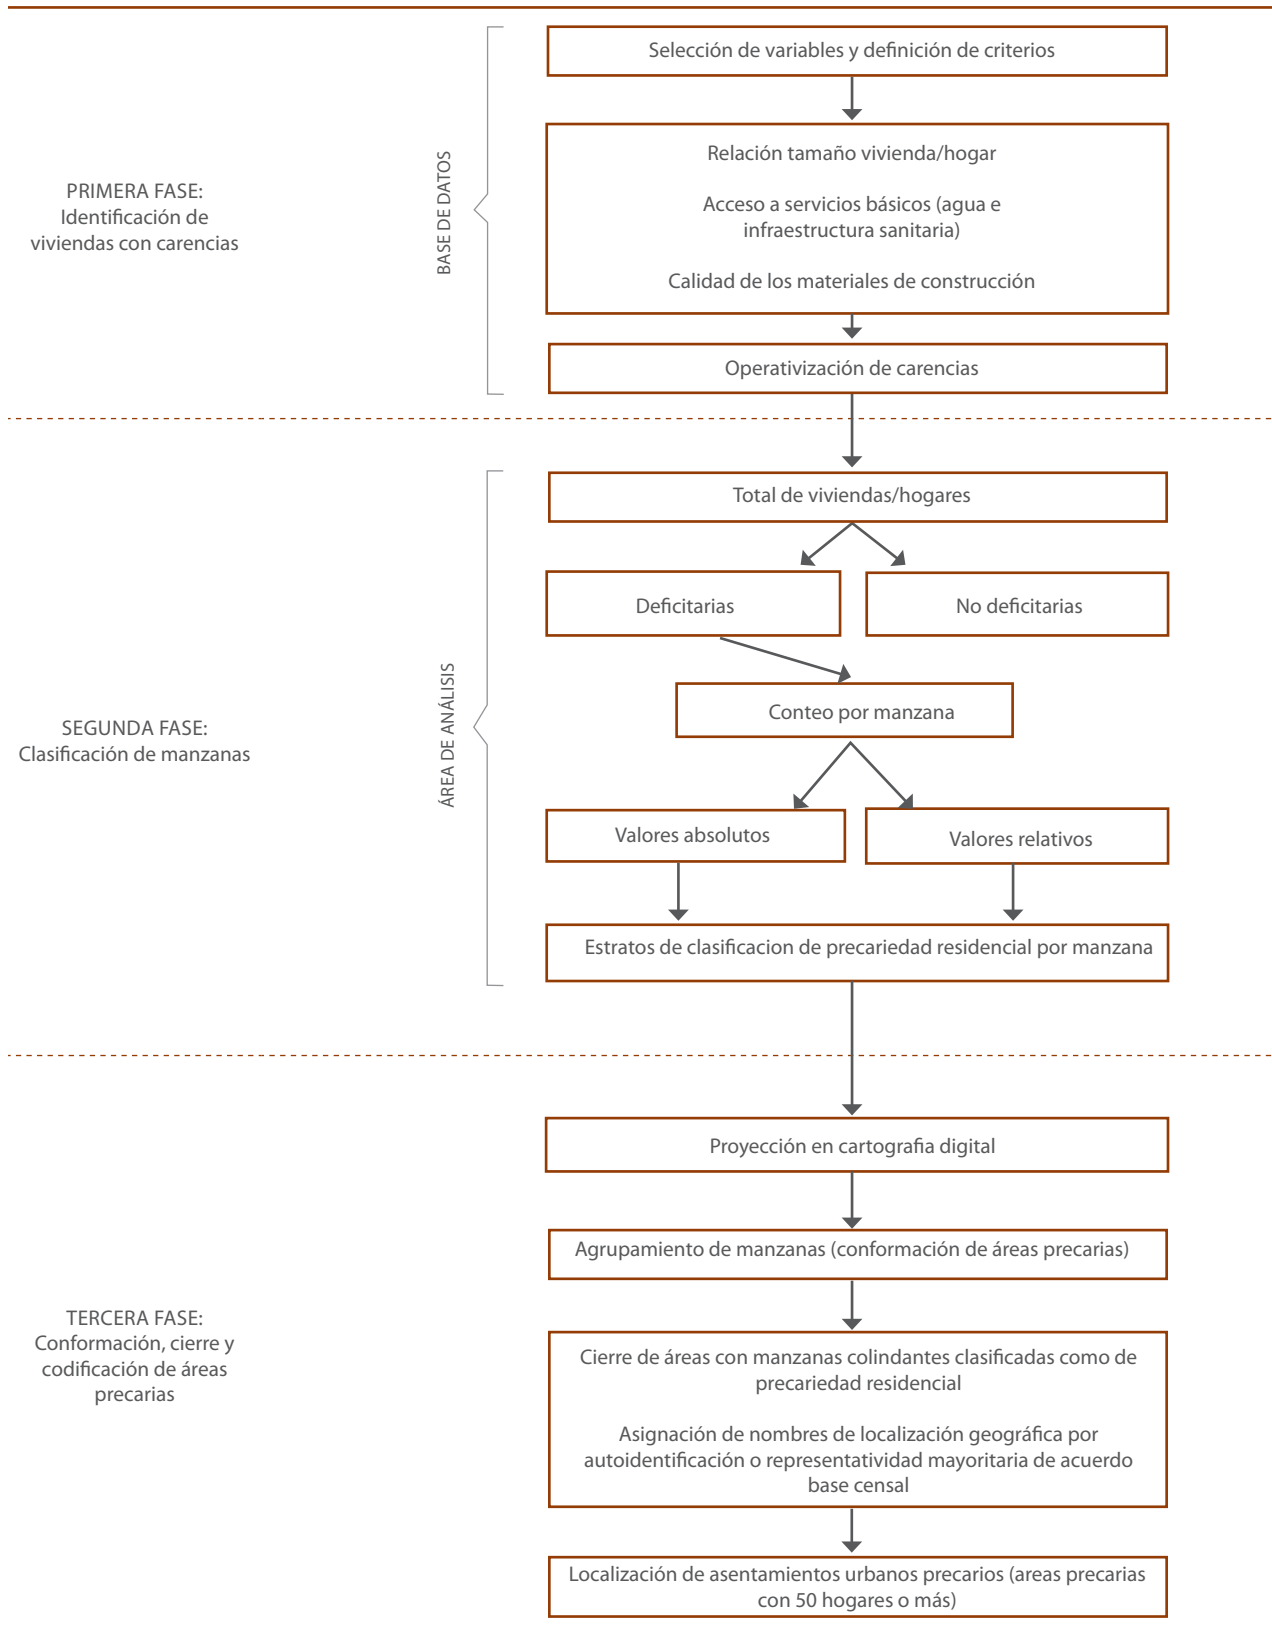 PRIMERA FASE:
Identificación de
viviendas con carencias
BASE DE DATOS
Selección de variables y definición de criterios
Relación tamaño vivienda/hogar
Acceso a servicios básicos (agua e
infraestructura sanitaria)
Calidad de los materiales de construcción
Operativización de carencias
SEGUNDA FASE:
Clasificación de manzanas
ÁREA DE ANÁLISIS
Total de viviendas/hogares
Deficitarias
No deficitarias
Conteo por manzana
Valores absolutos
Valores relativos
Estratos de clasificacion de precariedad residencial por manzana
TERCERA FASE:
Conformación, cierre y
codificación de áreas
precarias
Proyección en cartografia digital
Agrupamiento de manzanas (conformación de áreas precarias)
Cierre de áreas con manzanas colindantes clasificadas como de
precariedad residencial
Asignación de nombres de localización geográfica por
autoidentificación o representatividad mayoritaria de acuerdo
base censal
Localización de asentamientos urbanos precarios (areas precarias
con 50 hogares o más)